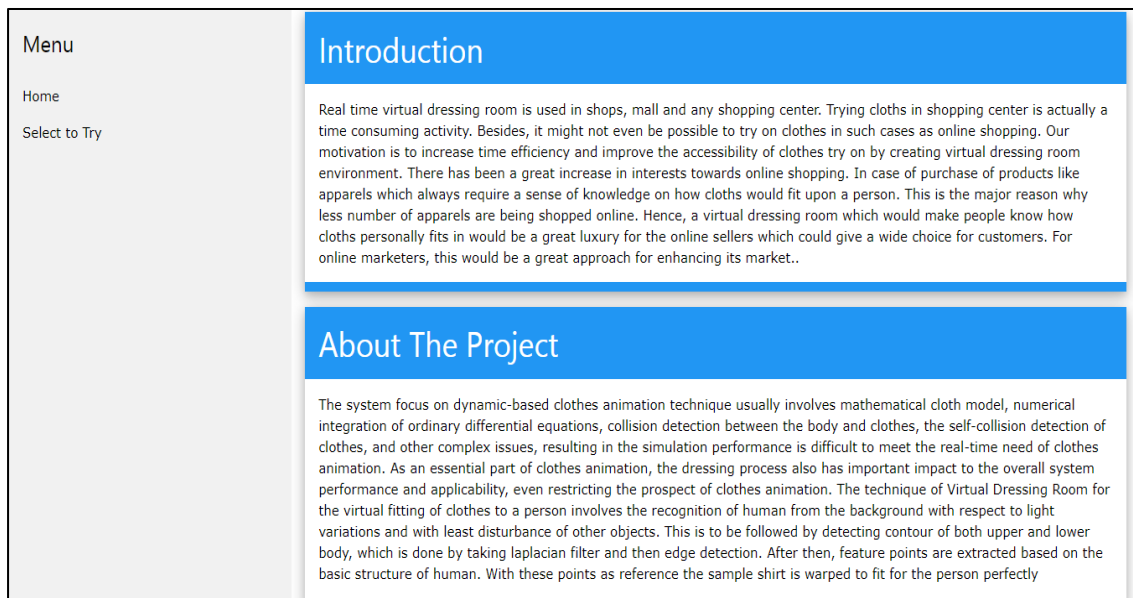 Menu
Home
Select to Try
Introduction
Real time virtual dressing room is used in shops, mall and any shopping center. Trying cloths in shopping center is actually a
time consuming activity. Besides, it might not even be possible to try on clothes in such cases as online shopping. Our
motivation is to increase time efficiency and improve the accessibility of clothes try on by creating virtual dressing room
environment. There has been a great increase in interests towards online shopping. In case of purchase of products like
apparels which always require a sense of knowledge on how cloths would fit upon a person. This is the major reason why
less number of apparels are being shopped online. Hence, a virtual dressing room which would make people know how
cloths personally fits in would be a great luxury for the online sellers which could give a wide choice for customers. For
online marketers, this would be a great approach for enhancing its market..
About The Project
The system focus on dynamic-based clothes animation technique usually involves mathematical cloth model, numerical
integration of ordinary differential equations, collision detection between the body and clothes, the self-collision detection of
clothes, and other complex issues, resulting in the simulation performance is difficult to meet the real-time need of clothes
animation. As an essential part of clothes animation, the dressing process also has important impact to the overall system
performance and applicability, even restricting the prospect of clothes animation. The technique of Virtual Dressing Room for
the virtual fitting of clothes to a person involves the recognition of human from the background with respect to light
variations and with least disturbance of other objects. This is to be followed by detecting contour of both upper and lower
body, which is done by taking laplacian filter and then edge detection. After then, feature points are extracted based on the
basic structure of human. With these points as reference the sample shirt is warped to fit for the person perfectly